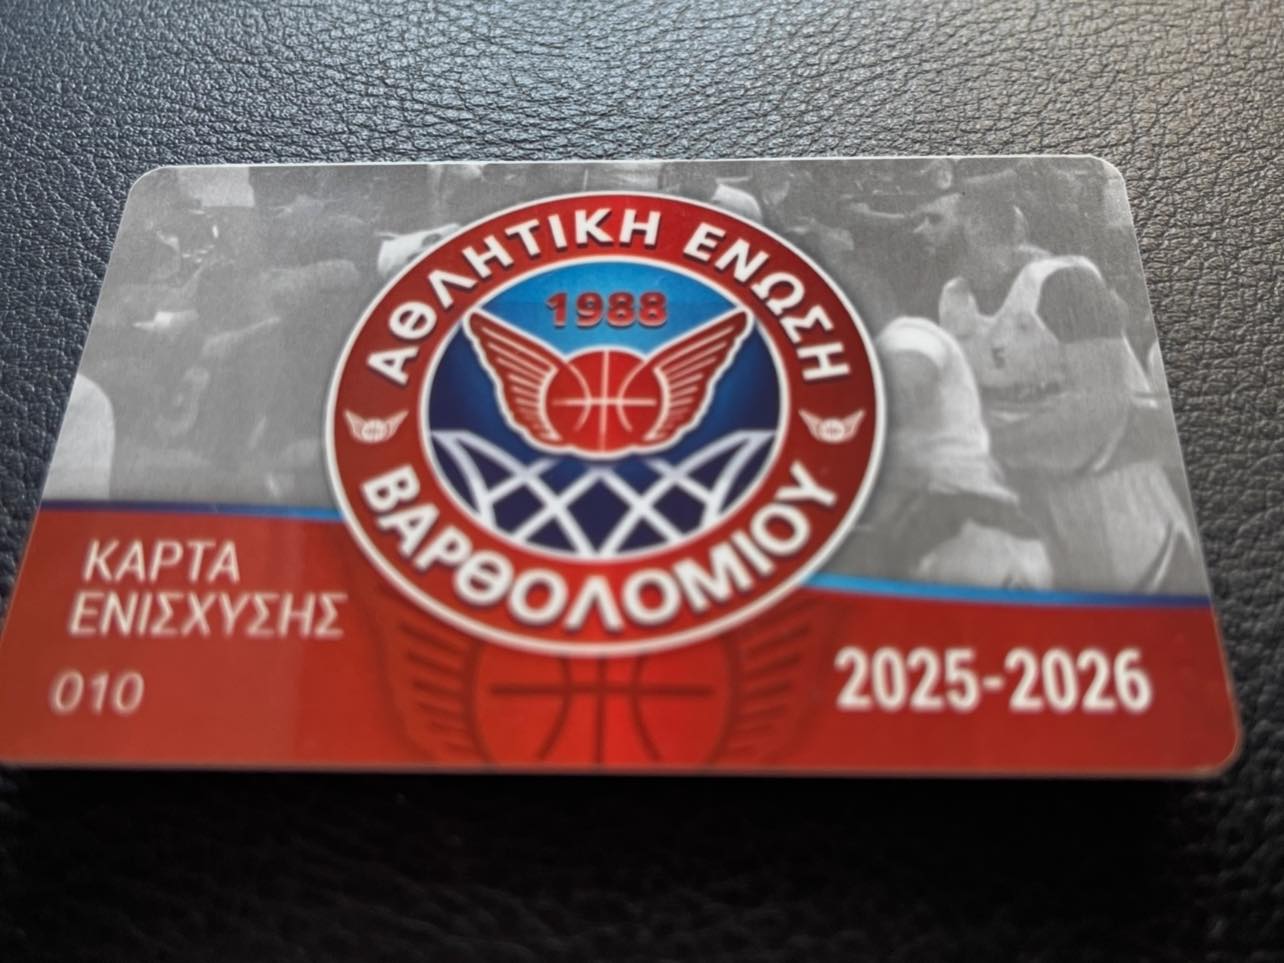 ΑΘΛΗΤΙΚΗ ΕΝΩΣΗ
1988
ΒΑΡΘΟΛΟΜΙΟΥ
ΚΑΡΤΑ
ΕΝΙΣΧΥΣΗΣ
010
2025-2026